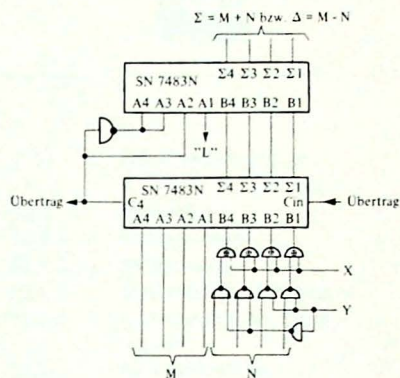 Σ = M + N bzw. Δ = M - N
SN 7483N Σ4 Σ3 Σ2 Σ1
A4 A3 A2 A1 B4 B3 B2 B1
"L"
Übertrag SN 7483N Σ4 Σ3 Σ2 Σ1 Übertrag
C4 Cin
A4 A3 A2 A1 B4 B3 B2 B1
X
Y
M N